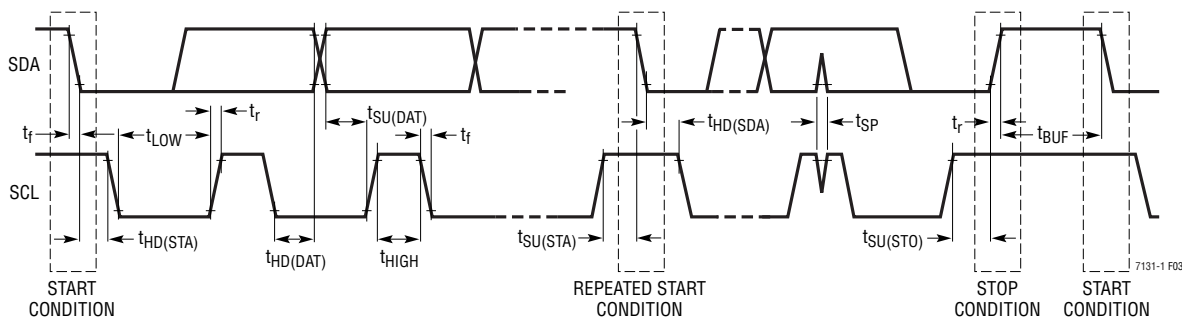 SDA
t_f
t_LOW
t_r
t_SU(DAT)
t_f
t_HD(SDA)
t_SP
t_r
t_BUF
SCL
t_HD(STA)
t_HD(DAT)
t_HIGH
t_SU(STA)
t_SU(STO)
7131-1 F03
START
CONDITION
REPEATED START
CONDITION
STOP
CONDITION
START
CONDITION